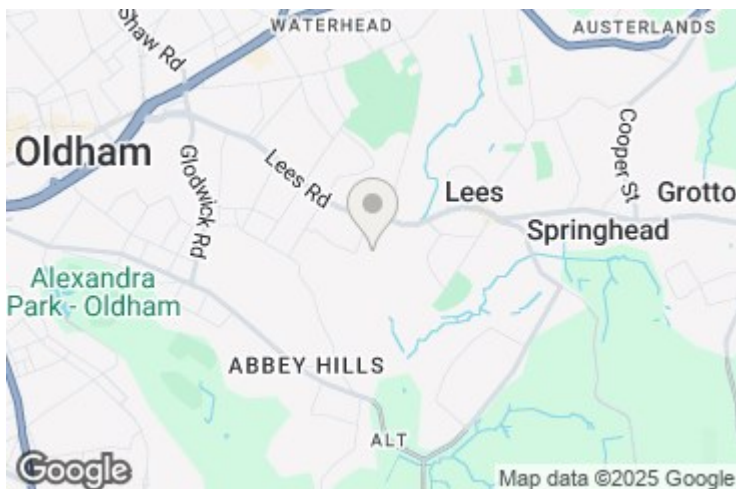 WATERHEAD
AUSTERLANDS
Shaw Rd
Oldham
Glodwick Rd
Lees Rd
Lees
Cooper St
Grotto
Springhead
Alexandra
Park - Oldham
ABBEY HILLS
ALT
Google
Map data ©2025 Google